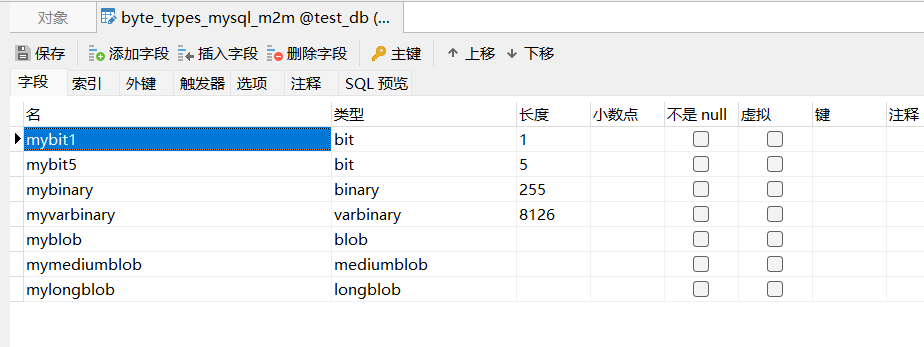 对象 byte_types_mysql_m2m @test_db (...
保存 添加字段 插入字段 删除字段 主键 上移 下移
字段 索引 外键 触发器 选项 注释 SQL 预览
名 类型 长度 小数点 不是 null 虚拟 键 注释
mybit1 bit 1
mybit5 bit 5
mybinary binary 255
myvarbinary varbinary 8126
myblob blob
mymediumblob mediumblob
mylongblob longblob